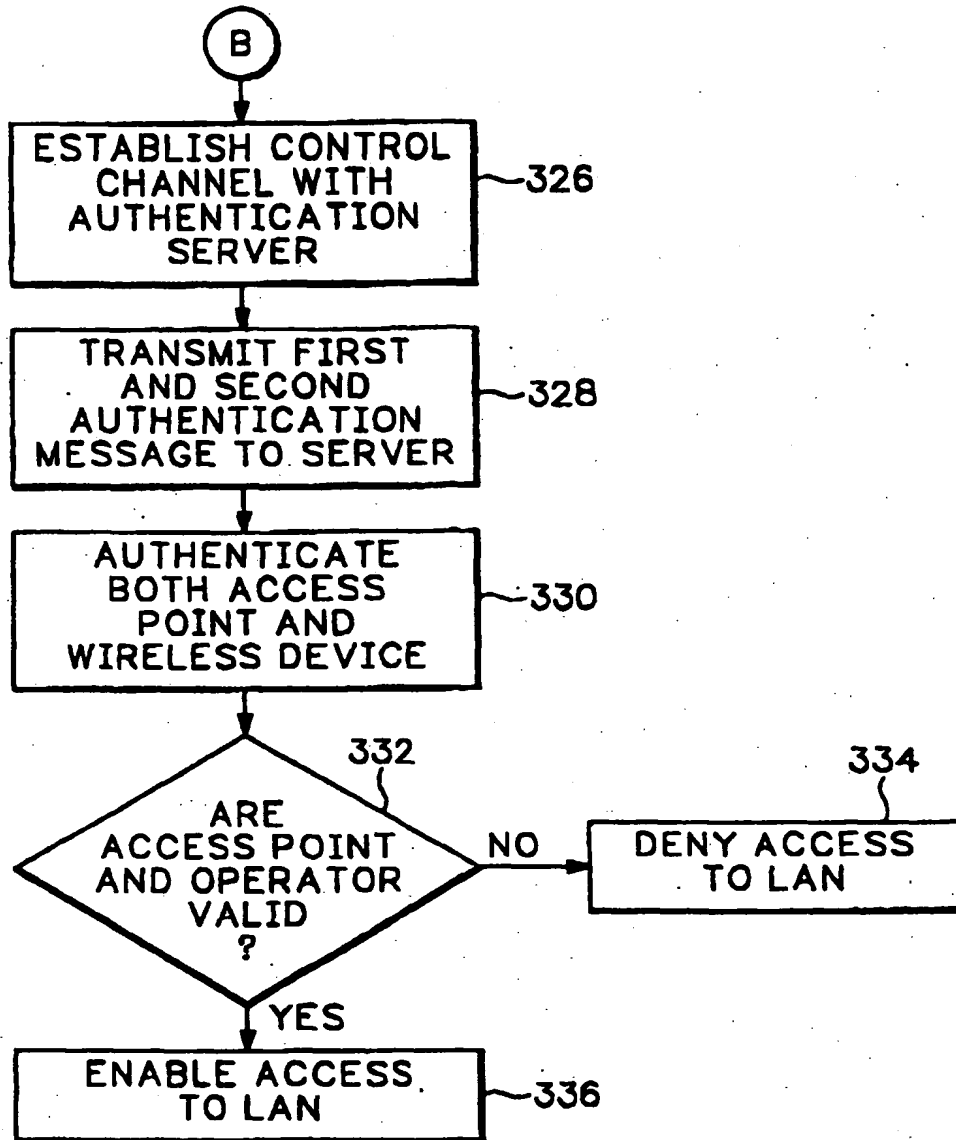 B
ESTABLISH CONTROL
CHANNEL WITH
AUTHENTICATION
SERVER
326
TRANSMIT FIRST
AND SECOND
AUTHENTICATION
MESSAGE TO SERVER
328
AUTHENTICATE
BOTH ACCESS
POINT AND
WIRELESS DEVICE
330
332
ARE
ACCESS POINT
AND OPERATOR
VALID
?
NO
334
DENY ACCESS
TO LAN
YES
ENABLE ACCESS
TO LAN
336